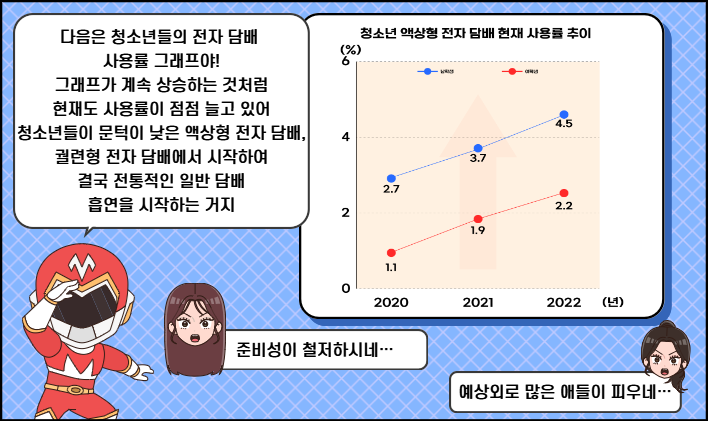 다음은 청소년들의 전자 담배
사용률 그래프야!
그래프가 계속 상승하는 것처럼
현재도 사용률이 점점 늘고 있어
청소년들이 문턱이 낮은 액상형 전자 담배,
궐련형 전자 담배에서 시작하여
결국 전통적인 일반 담배
흡연을 시작하는 거지
청소년 액상형 전자 담배 현재 사용률 추이
(%)
남학생 여학생
6
4
2
0
2.7
3.7
4.5
1.1
1.9
2.2
2020 2021 2022 (년)
준비성이 철저하시네…
예상외로 많은 애들이 피우네…